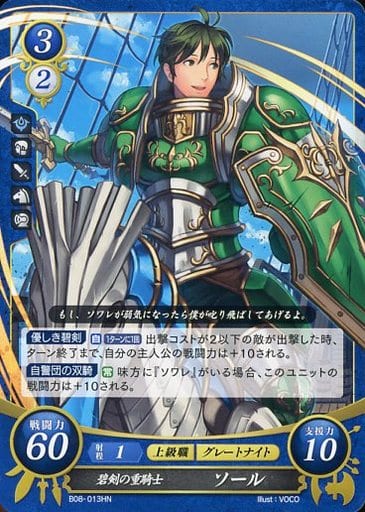 3
2
もし、ソワレが弱気になったら僕が叱り飛ばしてあげるよ。
優しき碧剣 自 1ターンに1回 出撃コストが2以下の敵が出撃した時、
ターン終了まで、自分の主人公の戦闘力は+10される。
自警団の双騎 常 味方に『ソワレ』がいる場合、このユニットの
戦闘力は+10される。
戦闘力
60
射程 1
上級職
グレートナイト
支援力
10
碧剣の重騎士 ソール
B08-013HN
Illust:VOCO